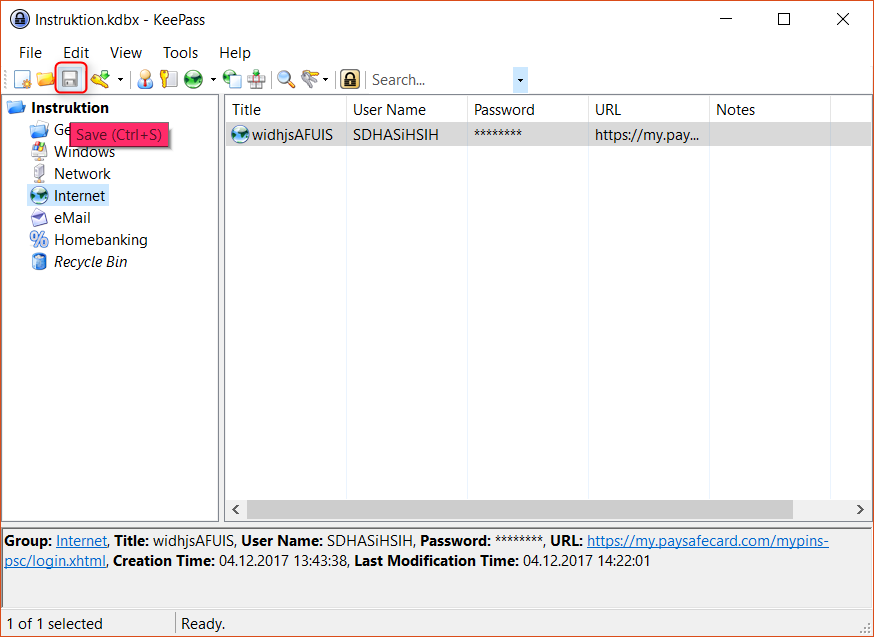 Instruktion.kdbx - KeePass
File Edit View Tools Help
Search...
Instruktion
Ge
Save (Ctrl+S)
Windows
Network
Internet
eMail
Homebanking
Recycle Bin
Title User Name Password URL Notes
widhjsAFUIS SDHASiHSIH ******** https://my.pay...
Group: Internet, Title: widhjsAFUIS, User Name: SDHASiHSIH, Password: ********, URL: https://my.paysafecard.com/mypins-
psc/login.xhtml, Creation Time: 04.12.2017 13:43:38, Last Modification Time: 04.12.2017 14:22:01
1 of 1 selected Ready.